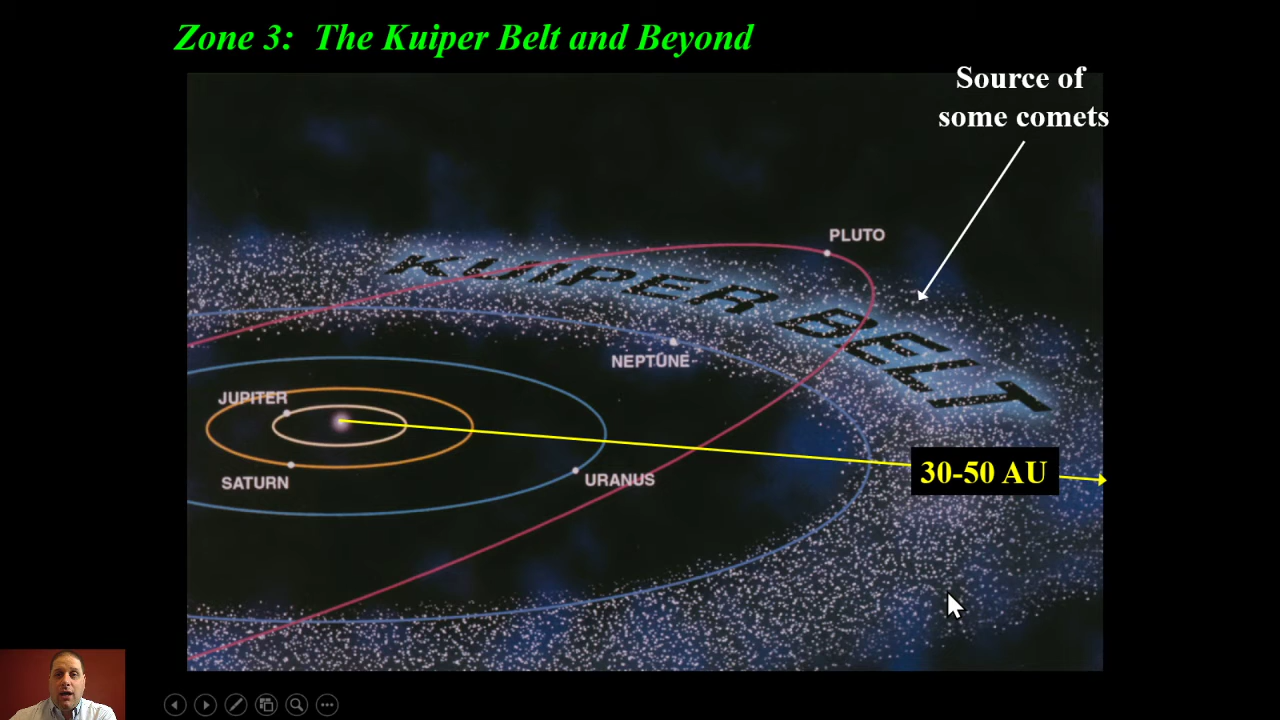 Zone 3: The Kuiper Belt and Beyond
Source of
some comets
PLUTO
KUIPER BELT
NEPTUNE
JUPITER
SATURN
URANUS
30-50 AU